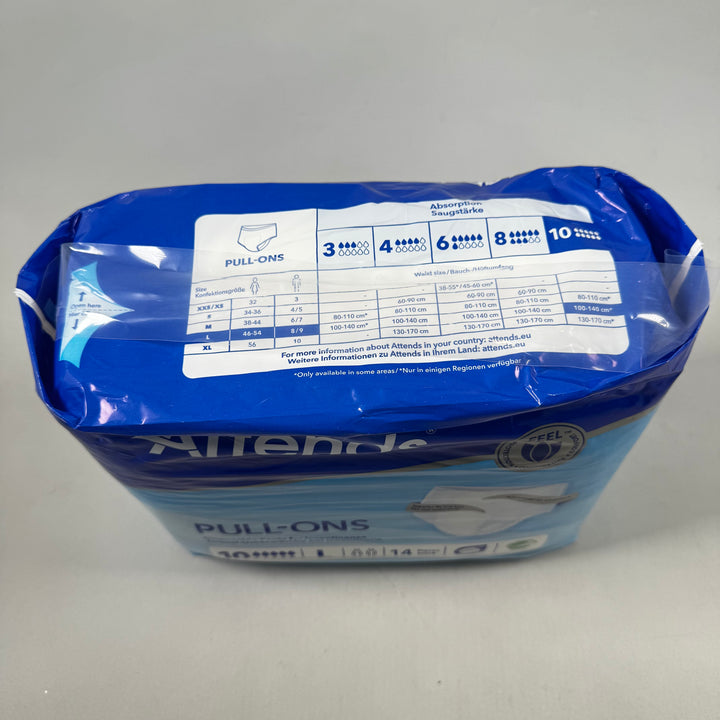 Absorption
Saugstärke
PULL-ONS
3 4 6 8 10
Size
Konfektionsgröße
Waist size/Bauch-/Hüftumfang
XXS/XS 32 3 - - 38-55*/45-60 cm* - -
S 34-36 4/5 - 60-90 cm 60-90 cm 60-90 cm -
M 38-44 6/7 80-110 cm* 80-110 cm 80-110 cm 80-110 cm 80-110 cm*
L 46-54 8/9 100-140 cm* 100-140 cm 100-140 cm 100-140 cm 100-140 cm*
XL 56 10 - 130-170 cm 130-170 cm 130-170 cm 130-170 cm*
For more information about Attends in your country: attends.eu
Weitere Informationen zu Attends in Ihrem Land: attends.eu
*Only available in some areas/*Nur in einigen Regionen verfügbar
Open here
Attends®
FEEL
PULL-ONS
10 L 14